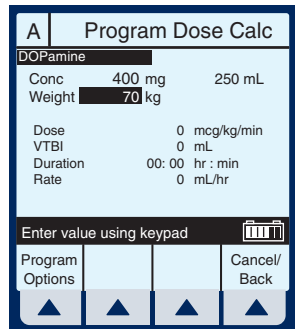 A Program Dose Calc
DOPamine
Conc 400 mg 250 mL
Weight 70 kg
Dose 0 mcg/kg/min
VTBI 0 mL
Duration 00: 00 hr : min
Rate 0 mL/hr
Enter value using keypad
Program Options
Cancel/ Back